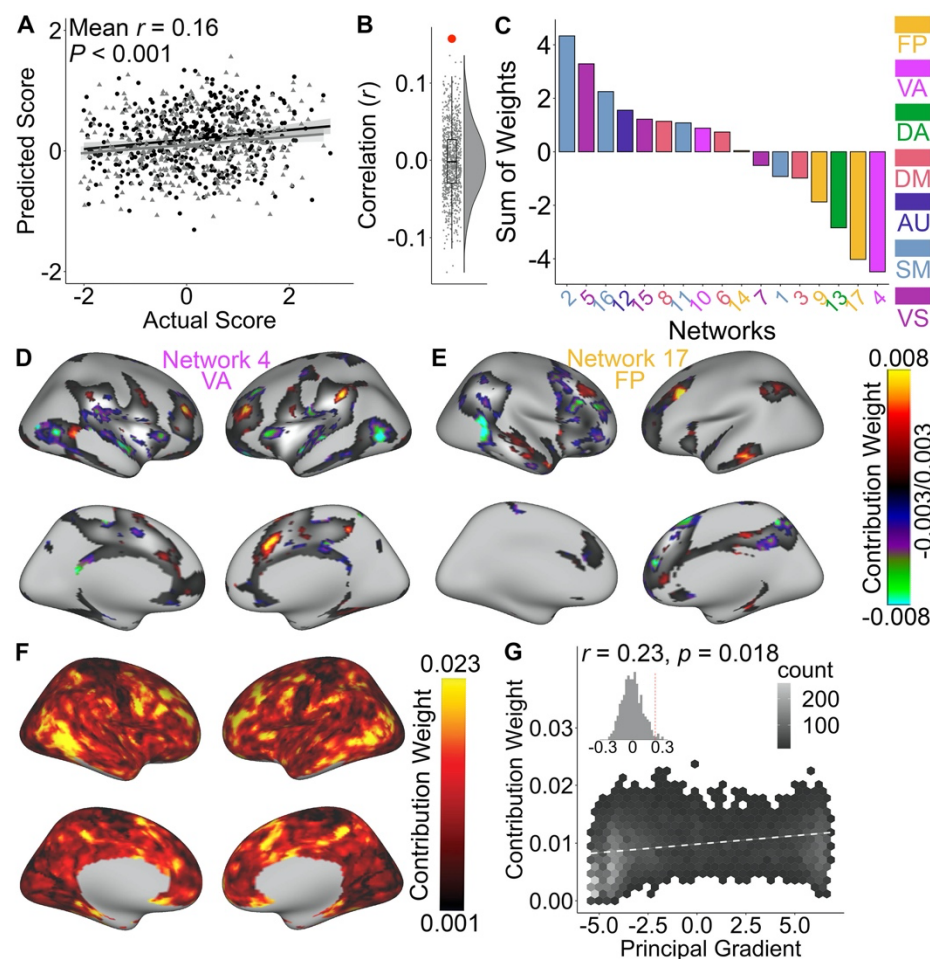 A
Mean r = 0.16
P < 0.001
Predicted Score
2
0
-2
-2
0
2
Actual Score
B
Correlation (r)
0.1
0.0
-0.1
C
Sum of Weights
4
2
0
-2
-4
2 5 16 12 15 8 11 10 6 14 7 1 3 9 13 17 4
Networks
FP
VA
DA
DM
AU
SM
VS
D
Network 4
VA
E
Network 17
FP
0.008
Contribution Weight
-0.003/0.003
-0.008
F
0.023
Contribution Weight
0.001
G
r = 0.23, p = 0.018
count
200
100
-0.3 0 0.3
Contribution Weight
0.03
0.02
0.01
0.00
-5.0 -2.5 0.0 2.5 5.0
Principal Gradient